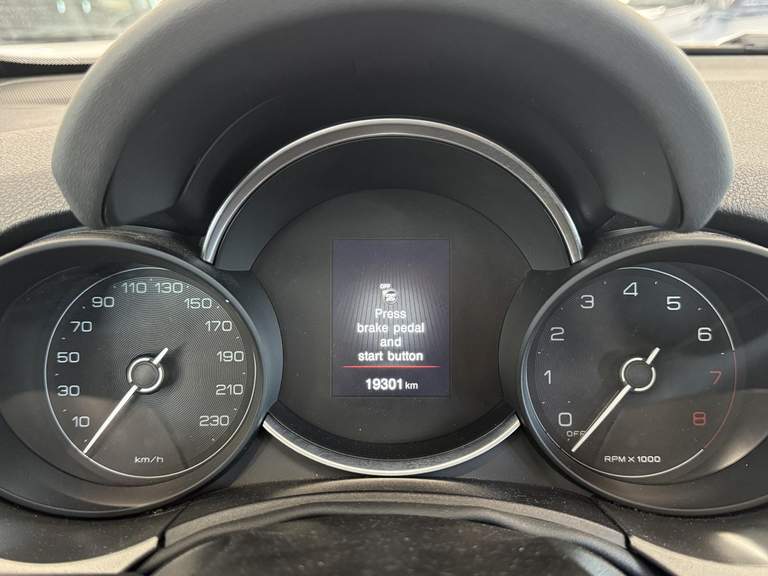 10
30
50
70
90
110
130
150
170
190
210
230
km/h
OFF
Press
brake pedal
and
start button
19301 km
OFF
0
1
2
3
4
5
6
7
8
RPM X 1000